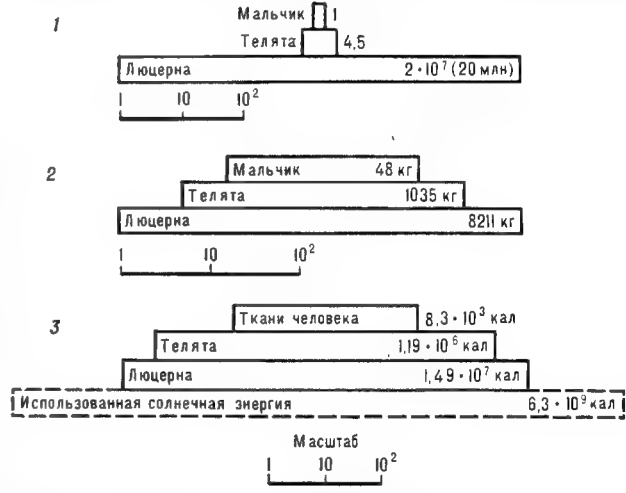 1
Мальчик 1
Телята 4,5
Люцерна 2·10⁷ (20 млн)
1 10 10²
2
Мальчик 48 кг
Телята 1035 кг
Люцерна 8211 кг
1 10 10²
3
Ткани человека 8,3·10³ кал
Телята 1,19·10⁶ кал
Люцерна 1,49·10⁷ кал
Использованная солнечная энергия 6,3·10⁹ кал
Масштаб
1 10 10²